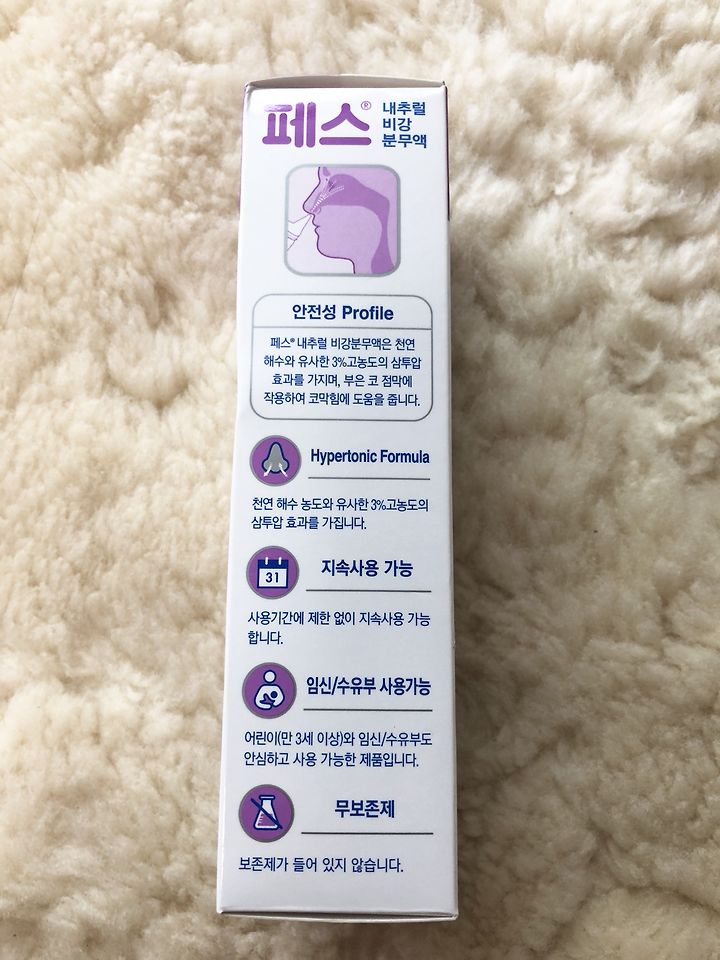 페스®
내추럴
비강
분무액
안전성 Profile
페스® 내추럴 비강분무액은 천연
해수와 유사한 3%고농도의 삼투압
효과를 가지며, 부은 코 점막에
작용하여 코막힘에 도움을 줍니다.
Hypertonic Formula
천연 해수 농도와 유사한 3%고농도의
삼투압 효과를 가집니다.
31
지속사용 가능
사용기간에 제한 없이 지속사용 가능
합니다.
임신/수유부 사용가능
어린이(만 3세 이상)와 임신/수유부도
안심하고 사용 가능한 제품입니다.
무보존제
보존제가 들어 있지 않습니다.